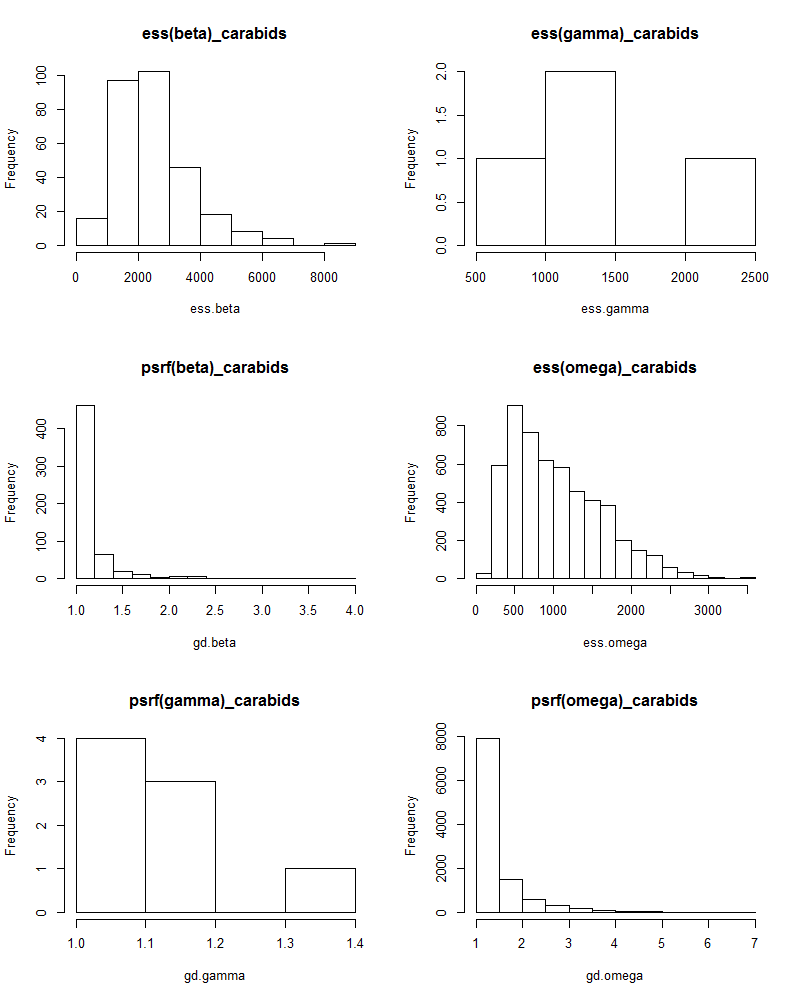 ess(beta)_carabids
Frequency
0 20 40 60 80 100
0 2000 4000 6000 8000
ess.beta
ess(gamma)_carabids
Frequency
0.0 0.5 1.0 1.5 2.0
500 1000 1500 2000 2500
ess.gamma
psrf(beta)_carabids
Frequency
0 100 200 300 400
1.0 1.5 2.0 2.5 3.0 3.5 4.0
gd.beta
ess(omega)_carabids
Frequency
0 200 400 600 800
0 500 1000 2000 3000
ess.omega
psrf(gamma)_carabids
Frequency
0 1 2 3 4
1.0 1.1 1.2 1.3 1.4
gd.gamma
psrf(omega)_carabids
Frequency
0 2000 4000 6000 8000
1 2 3 4 5 6 7
gd.omega